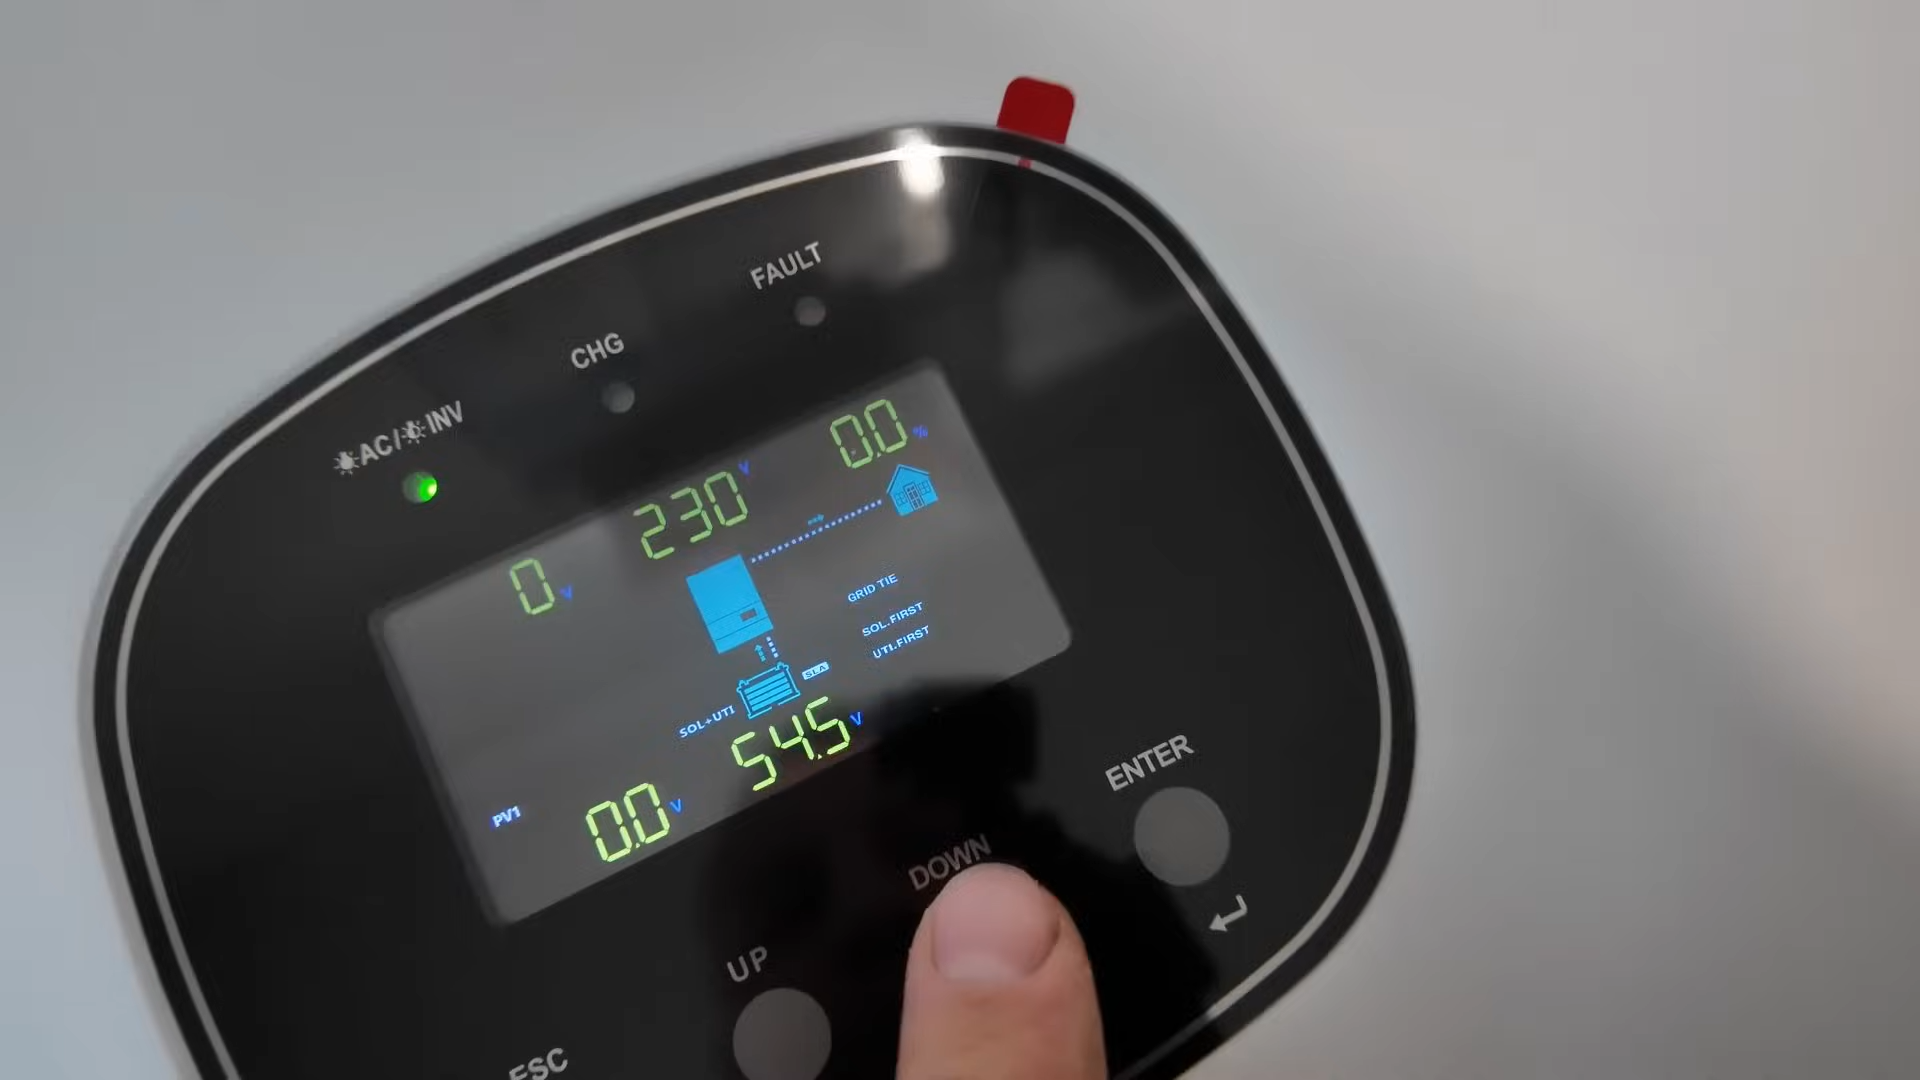 FAULT
CHG
AC/ INV
0.0 %
230 V
0 V
GRID TIE
SOL.FIRST
UTI.FIRST
SLA
SOL+UTI
54.5 V
PV1
0.0 V
ENTER
DOWN
UP
ESC